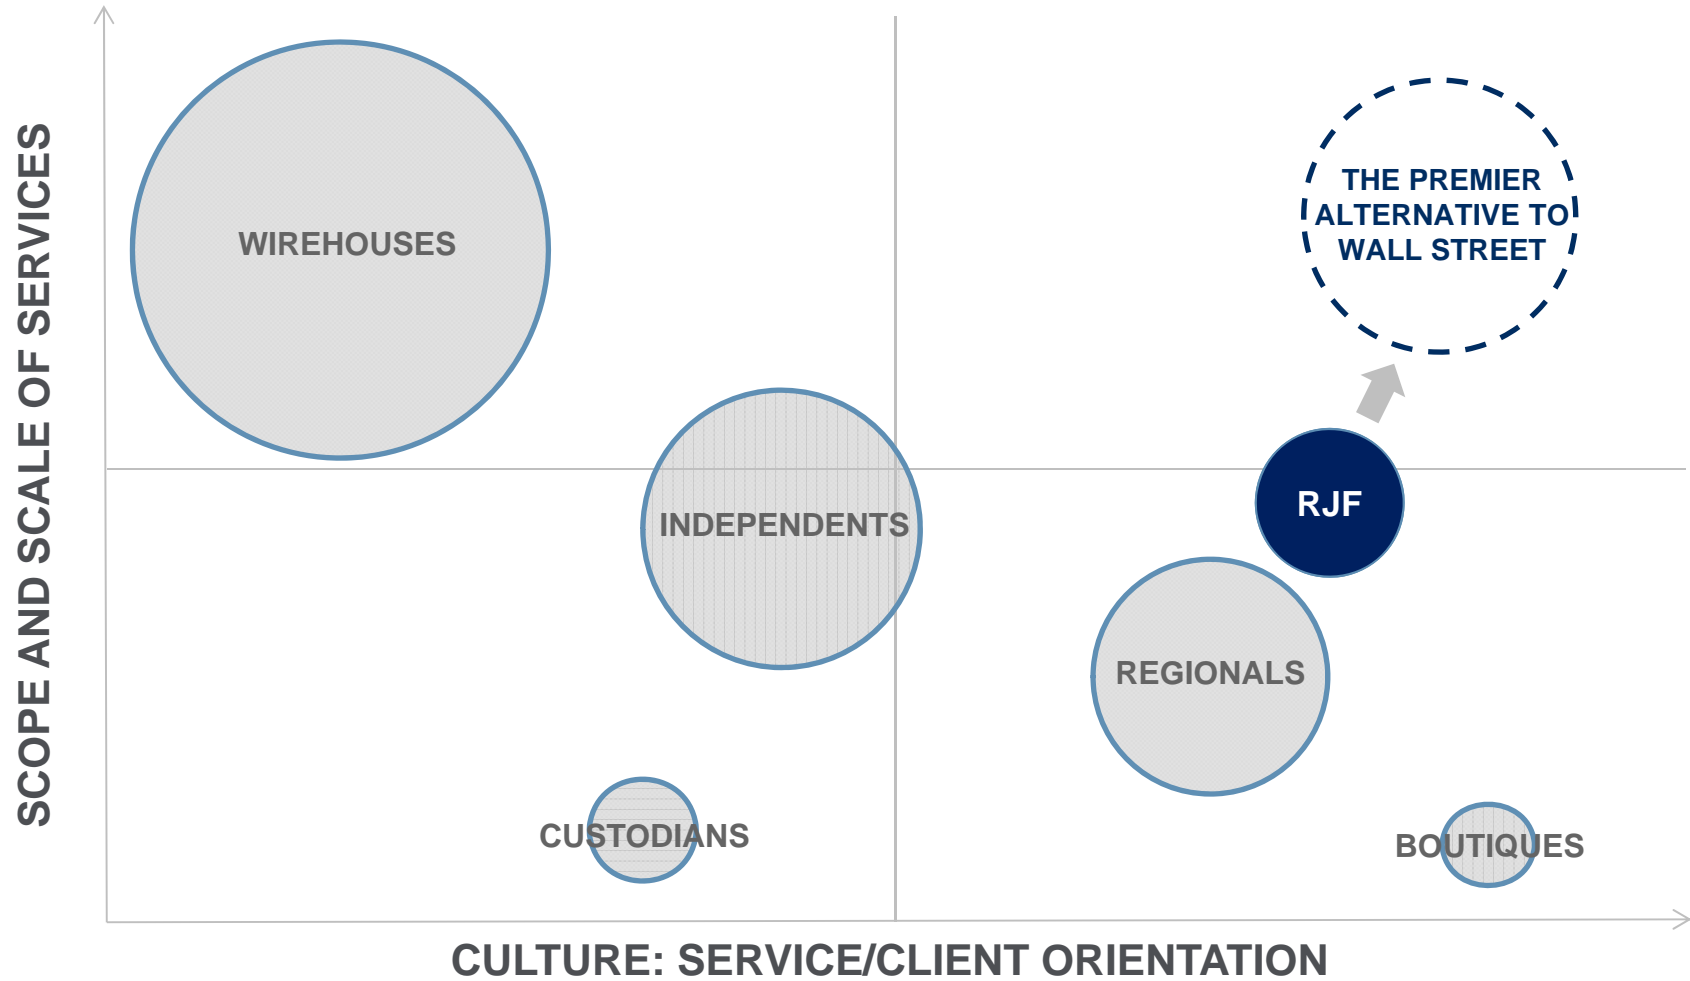 SCOPE AND SCALE OF SERVICES
THE PREMIER
ALTERNATIVE TO
WALL STREET
WIREHOUSES
RJF
INDEPENDENTS
REGIONALS
CUSTODIANS
BOUTIQUES
CULTURE: SERVICE/CLIENT ORIENTATION